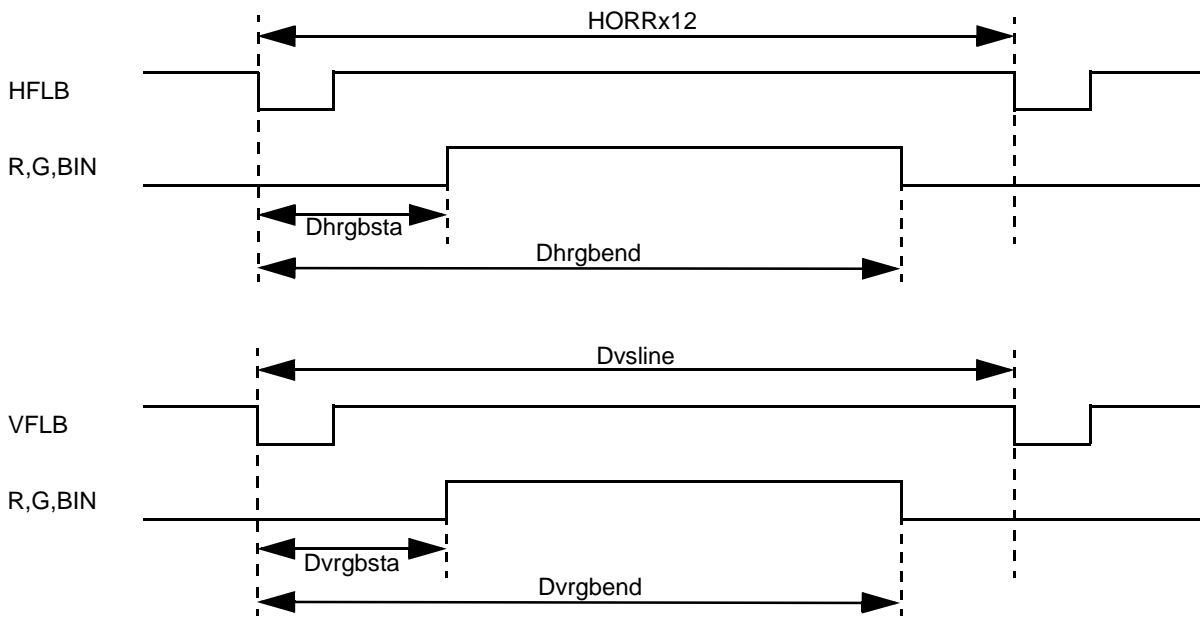 HORRx12
HFLB
R,G,BIN
Dhrgbsta
Dhrgbend
Dvsline
VFLB
R,G,BIN
Dvrgbsta
Dvrgbend